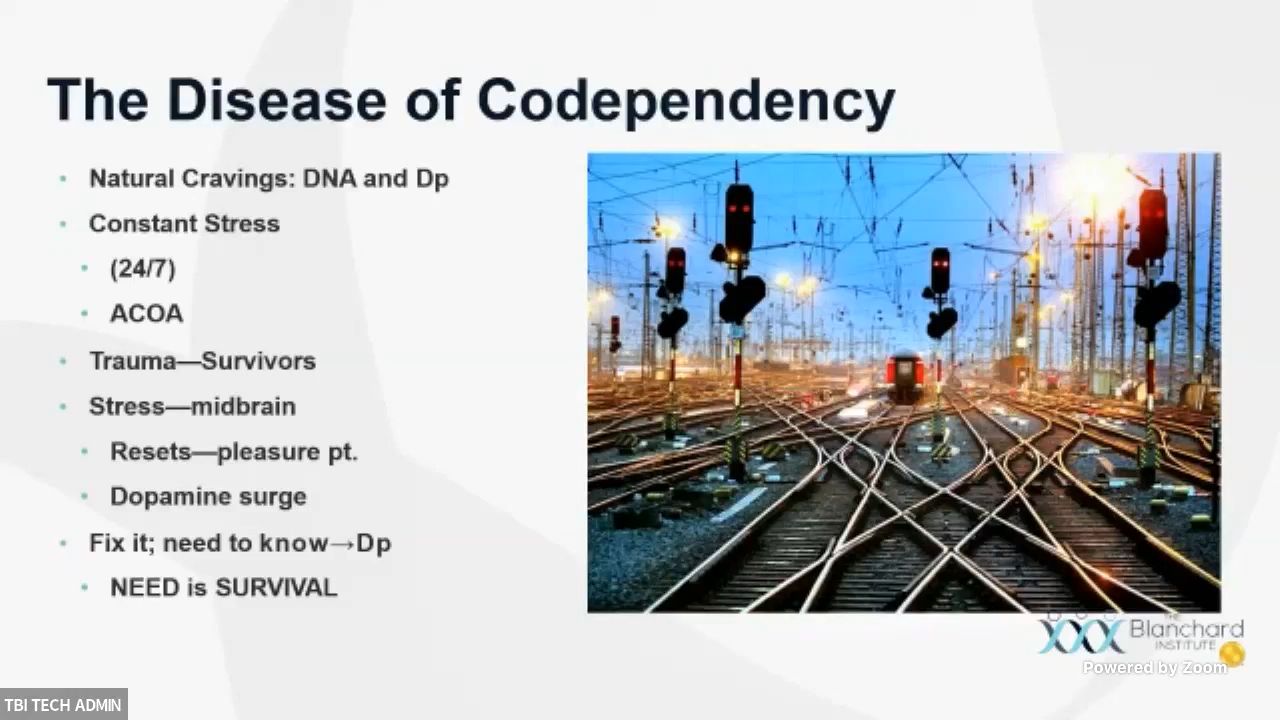 The Disease of Codependency
Natural Cravings: DNA and Dp
Constant Stress
(24/7)
ACOA
Trauma—Survivors
Stress—midbrain
Resets—pleasure pt.
Dopamine surge
Fix it; need to know→Dp
NEED is SURVIVAL
THE
Blanchard
INSTITUTE
Powered by Zoom
TBI TECH ADMIN